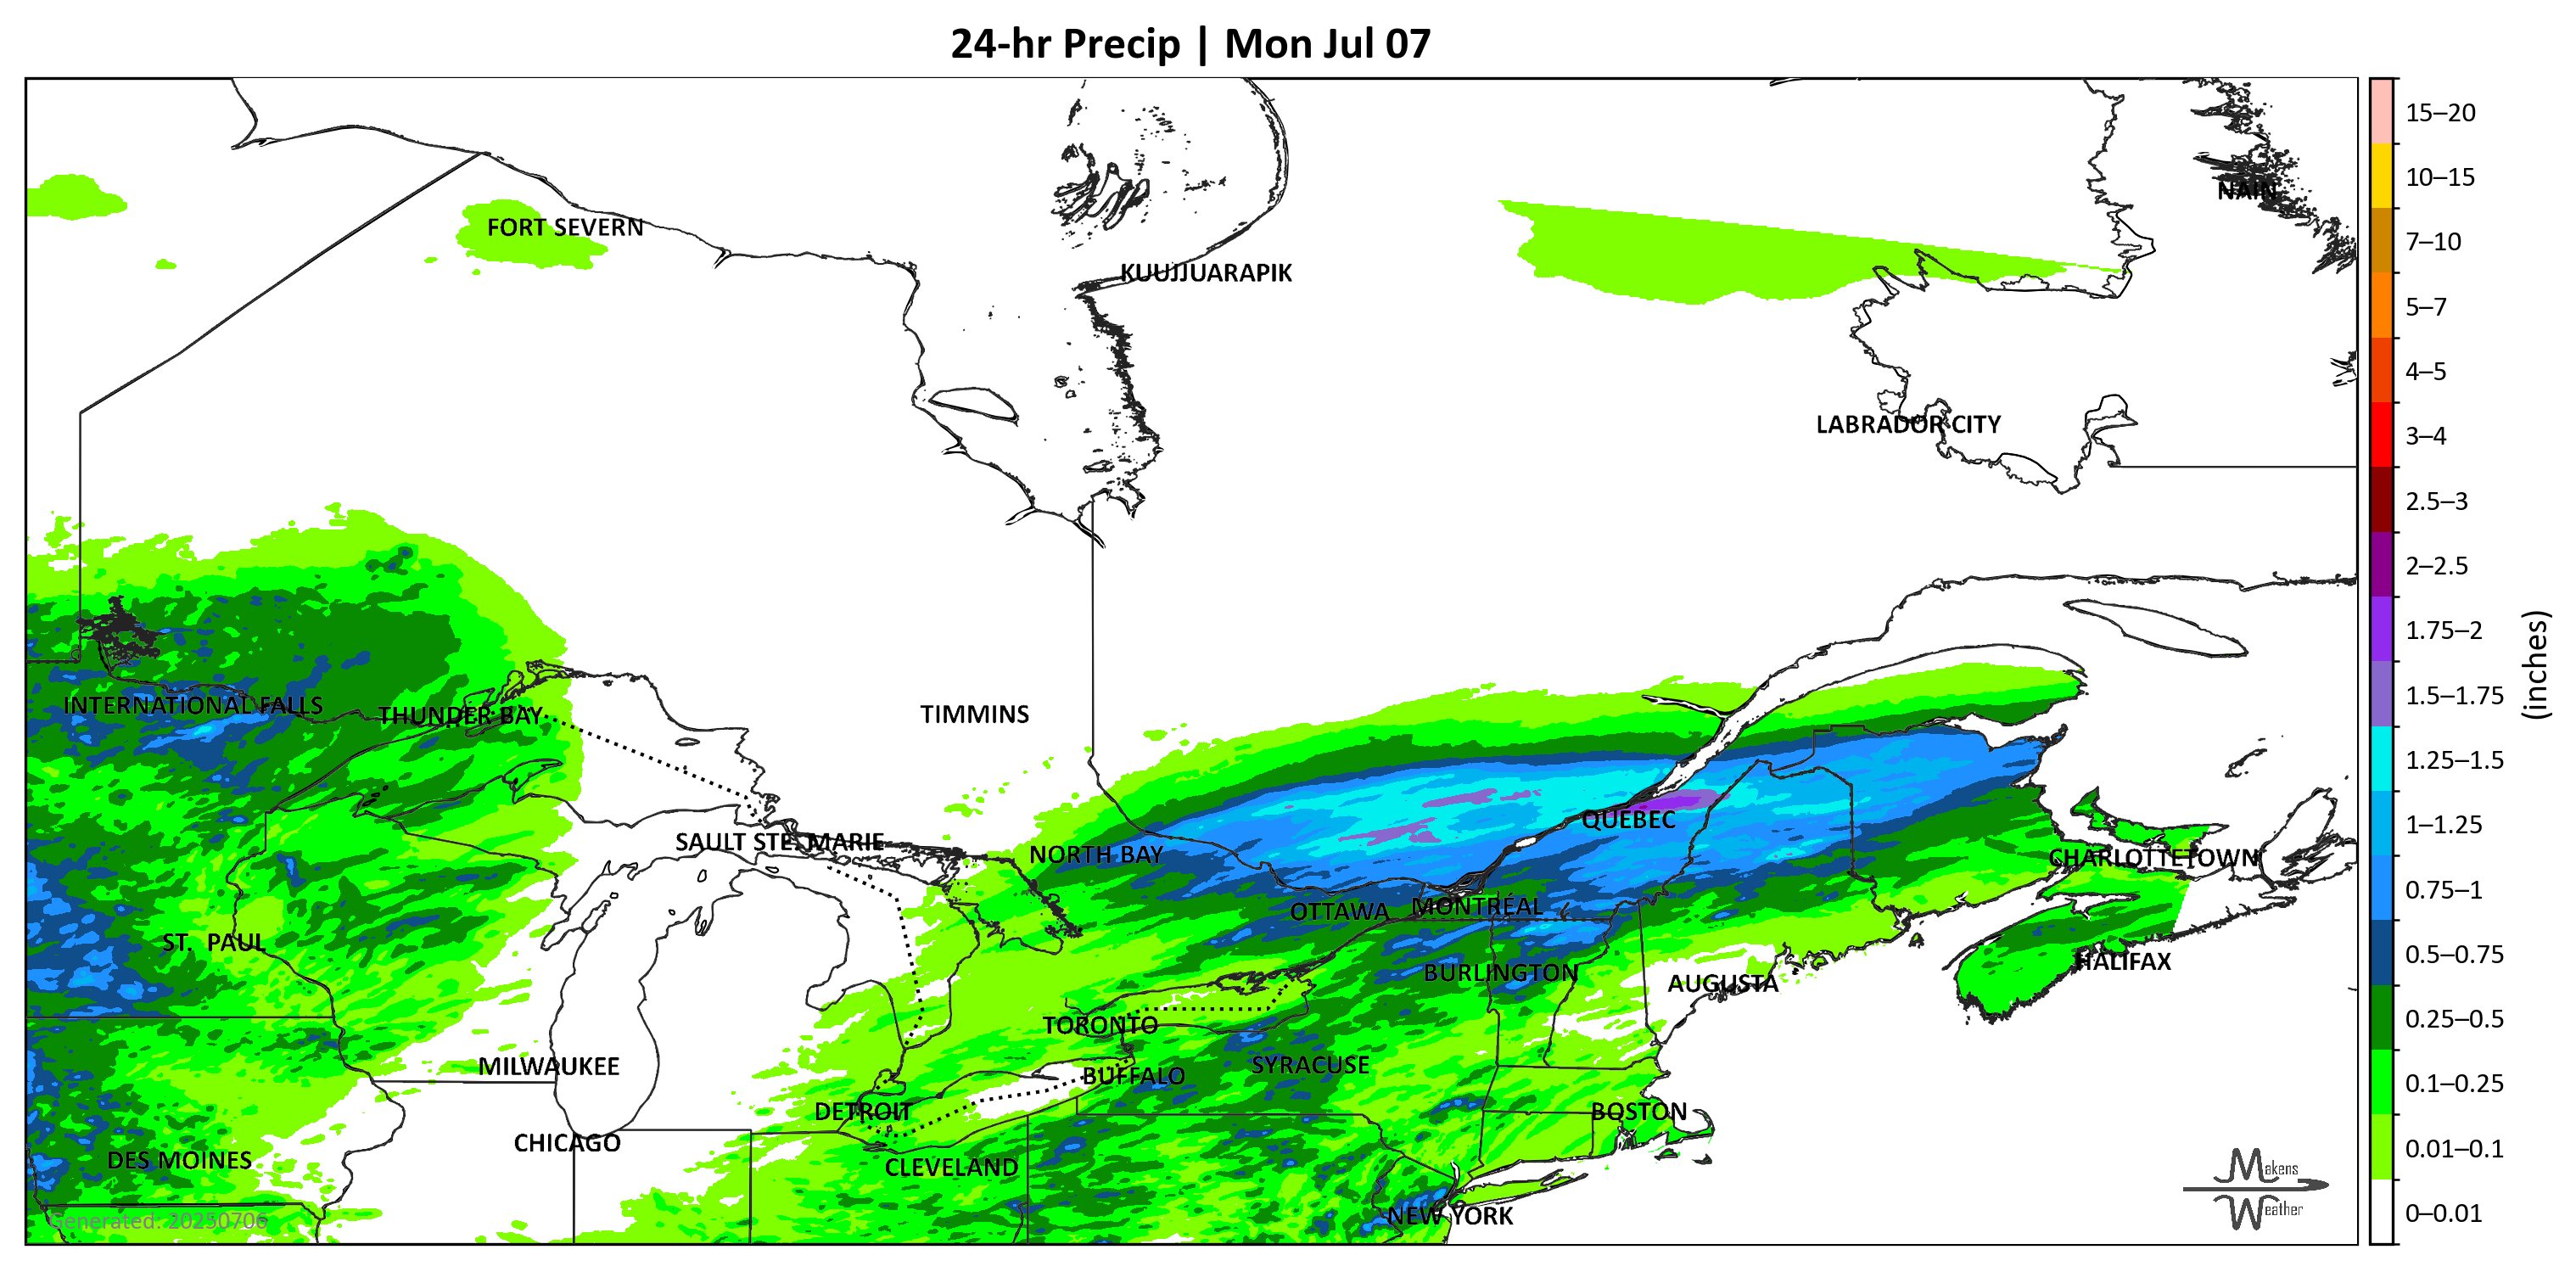 24-hr Precip | Mon Jul 07
15–20
10–15
NAIN
7–10
FORT SEVERN
KUUJJUARAPIK
5–7
4–5
LABRADOR CITY
3–4
2.5–3
2–2.5
1.75–2
(inches)
1.5–1.75
INTERNATIONAL FALLS
THUNDER BAY
TIMMINS
1.25–1.5
QUEBEC
1–1.25
SAULT STE. MARIE
NORTH BAY
CHARLOTTETOWN
0.75–1
OTTAWA
MONTRÉAL
ST. PAUL
0.5–0.75
HALIFAX
BURLINGTON
AUGUSTA
0.25–0.5
TORONTO
MILWAUKEE
SYRACUSE
BUFFALO
0.1–0.25
DETROIT
BOSTON
CHICAGO
0.01–0.1
DES MOINES
CLEVELAND
Makens
Weather
NEW YORK
0–0.01
Generated: 20250706